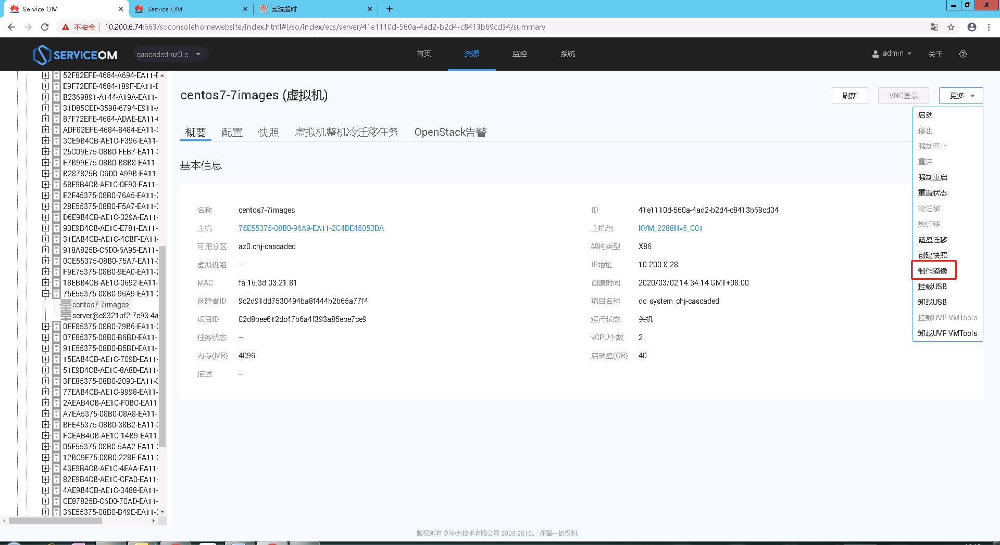 Service OM
Service OM
系统超时
不安全 10.200.6.74:663/soconsolehomewebsite/index.html#!/so/index/ecs/server/41e1110d-560a-4ad2-b2d4-c8413b69cd34/summary
SERVICEOM
cascaded-az0.c...
首页
资源
监控
系统
admin
关于
52F82EFE-4684-A694-EA11-F
E9F72EFE-4684-189F-EA11-E
B2369891-A144-A19A-EA11-
31D85CED-3598-6794-E911-A
87F72EFE-4684-ADAE-EA11-
ADF82EFE-4684-8484-EA11-
3CE9B4CB-AE1C-F396-EA11-
25C09E75-08B0-FEB7-EA11-
F7B99E75-08B0-B8B8-EA11-
B287825B-C6D0-A99B-EA11-
58E9B4CB-AE1C-0F90-EA11-
E2E45375-08B0-76A5-EA11-
28E55375-08B0-F5A7-EA11-
D6E9B4CB-AE1C-329A-EA11-
90E9B4CB-AE1C-E781-EA11-
31EAB4CB-AE1C-4CBF-EA11-
918A825B-C6D0-6A95-EA11-
0CE55375-08B0-75A7-EA11-
F9E75375-08B0-9EA0-EA11-
18EBB4CB-AE1C-0692-EA11-
75E55375-08B0-96A9-EA11-2
centos7-7images
server@e8321bf2-7e93-4a
0EE85375-08B0-79B6-EA11-
07E85375-08B0-B6BD-EA11-
91E55375-08B0-B5BD-EA11-
15EAB4CB-AE1C-709D-EA11-
51E9B4CB-AE1C-8A8D-EA11-
3FE85375-08B0-2093-EA11-
77EAB4CB-AE1C-9998-EA11-
2AEAB4CB-AE1C-F0BC-EA11
A7EA5375-08B0-08A8-EA11-
BFE45375-08B0-38B2-EA11-
FCEAB4CB-AE1C-14B9-EA11-
05E55375-08B0-5AA2-EA11-
12BC9E75-08B0-228E-EA11-
43E9B4CB-AE1C-4EAA-EA11-
82E9B4CB-AE1C-CFA0-EA11-
4AE9B4CB-AE1C-3488-EA11-
CE87825B-C6D0-70AD-EA11-
36E55375-08B0-B49E-EA11-
centos7-7images (虚拟机)
刷新
VNC登录
更多
启动
停止
强制停止
重启
强制重启
重置状态
冷迁移
热迁移
磁盘迁移
创建快照
制作镜像
挂载USB
卸载USB
挂载UVP VMTools
卸载UVP VMTools
概要 配置 快照 虚拟机整机冷迁移任务 OpenStack告警
基本信息
名称 centos7-7images
ID 41e1110d-560a-4ad2-b2d4-c8413b69cd34
主机 75E55375-08B0-96A9-EA11-2C4DE45053DA
主机组 KVM_2288Hv5_C01
可用分区 az0.chj-cascaded
架构类型 X86
虚拟机组 –
IP地址 10.200.8.28
MAC fa:16:3d:03:21:81
创建时间 2020/03/02 14:34:14 GMT+08:00
创建者ID 9c2d91dd7530494ba8f444b2b65a77f4
项目名称 dc_system_chj-cascaded
项目ID 02d8bee612dc47b6a4f393a85ebe7ce9
运行状态 关机
任务状态 –
vCPU个数 2
内存(MB) 4096
启动盘(GB) 40
描述 –
版权所有 © 华为技术有限公司 2008-2019。 保留一切权利。